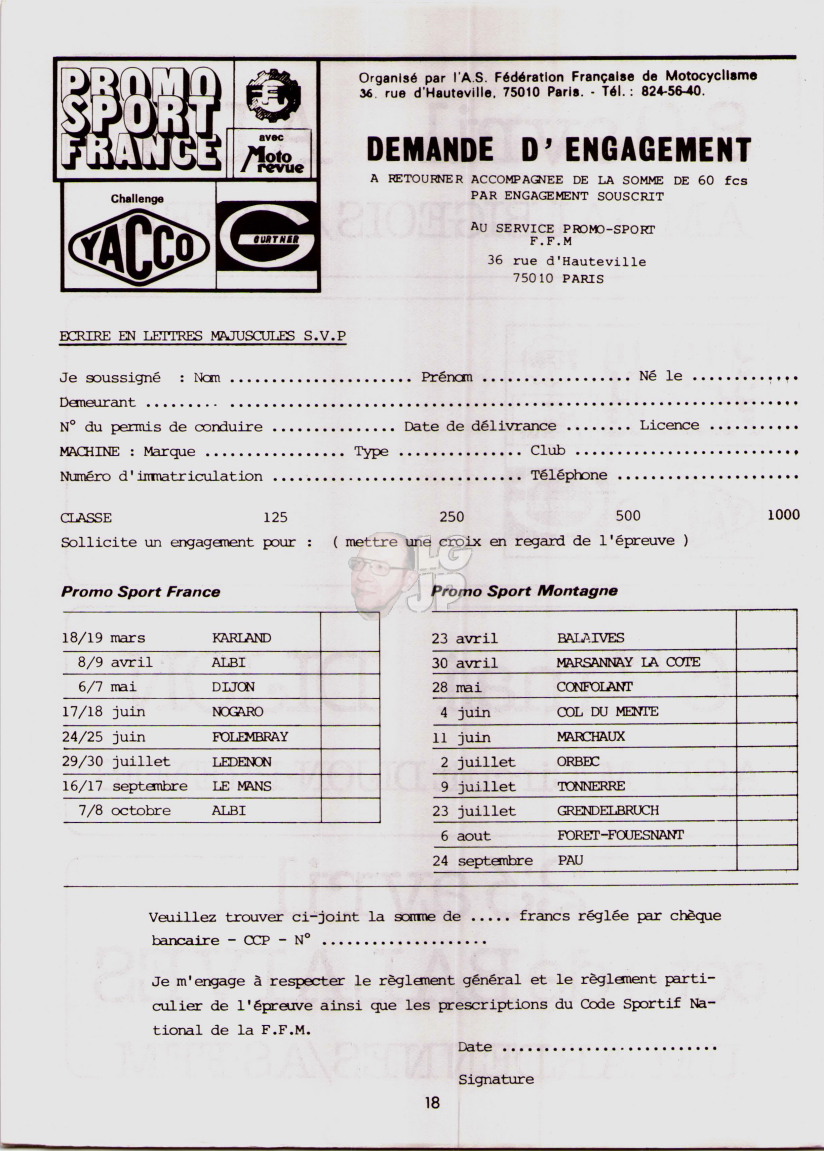 PROMO
SPORT
FRANCE
avec
Moto
revue
Challenge
YACCO
GURTNER
Organisé par l'A.S. Fédération Française de Motocyclisme
36, rue d'Hauteville, 75010 Paris. - Tél. : 824-56-40.
DEMANDE D' ENGAGEMENT
A RETOURNER ACCOMPAGNEE DE LA SOMME DE 60 fcs
PAR ENGAGEMENT SOUSCRIT
AU SERVICE PROMO-SPORT
F.F.M
36 rue d'Hauteville
75010 PARIS
ECRIRE EN LETTRES MAJUSCULES S.V.P
Je soussigné : Nom ...................... Prénom .................. Né le .............
Demeurant ...............................................................................
N° du permis de conduire ............... Date de délivrance ........ Licence ...........
MACHINE : Marque ................. Type ............... Club ...........................
Numéro d'immatriculation .............................. Téléphone ......................
CLASSE 125 250 500 1000
Sollicite un engagement pour : ( mettre une croix en regard de l'épreuve )
LG
JP
Promo Sport France
18/19 mars KARLAND
8/9 avril ALBI
6/7 mai DIJON
17/18 juin NOGARO
24/25 juin FOLEMBRAY
29/30 juillet LEDENON
16/17 septembre LE MANS
7/8 octobre ALBI
Promo Sport Montagne
23 avril BALAIVES
30 avril MARSANNAY LA COTE
28 mai CONFOLANT
4 juin COL DU MENTE
11 juin MARCHAUX
2 juillet ORBEC
9 juillet TONNERRE
23 juillet GRENDELBRUCH
6 aout FORET-FOUESNANT
24 septembre PAU
Veuillez trouver ci-joint la somme de ..... francs réglée par chèque
bancaire - CCP - N° ....................
Je m'engage à respecter le règlement général et le règlement parti-
culier de l'épreuve ainsi que les prescriptions du Code Sportif Na-
tional de la F.F.M.
Date ..........................
Signature
18